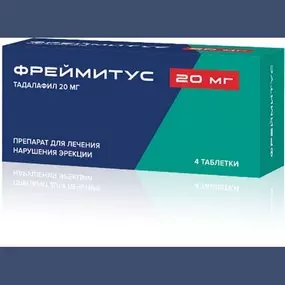 ФРЕЙМИТУС 20 МГ
ТАДАЛАФИЛ 20 МГ
ПРЕПАРАТ ДЛЯ ЛЕЧЕНИЯ
НАРУШЕНИЯ ЭРЕКЦИИ
4 ТАБЛЕТКИ